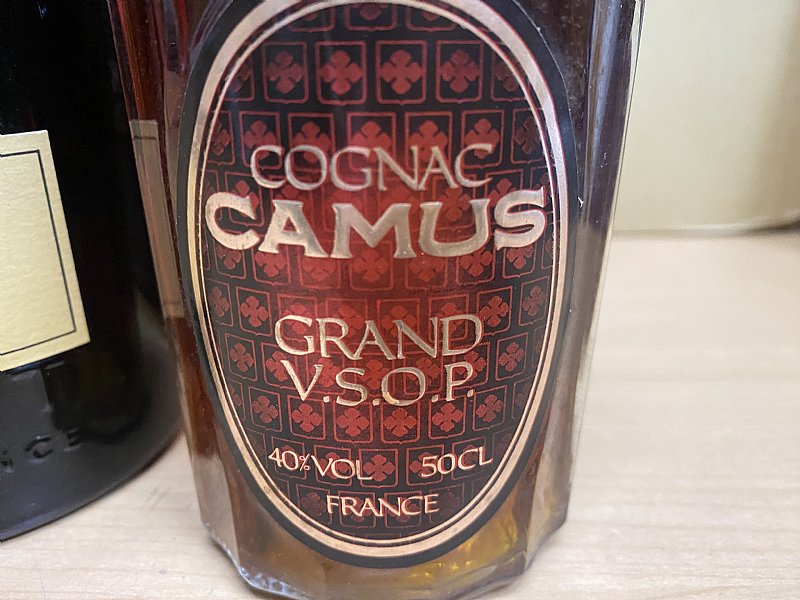 COGNAC
CAMUS
GRAND
V.S.O.P.
40% VOL 50CL
FRANCE